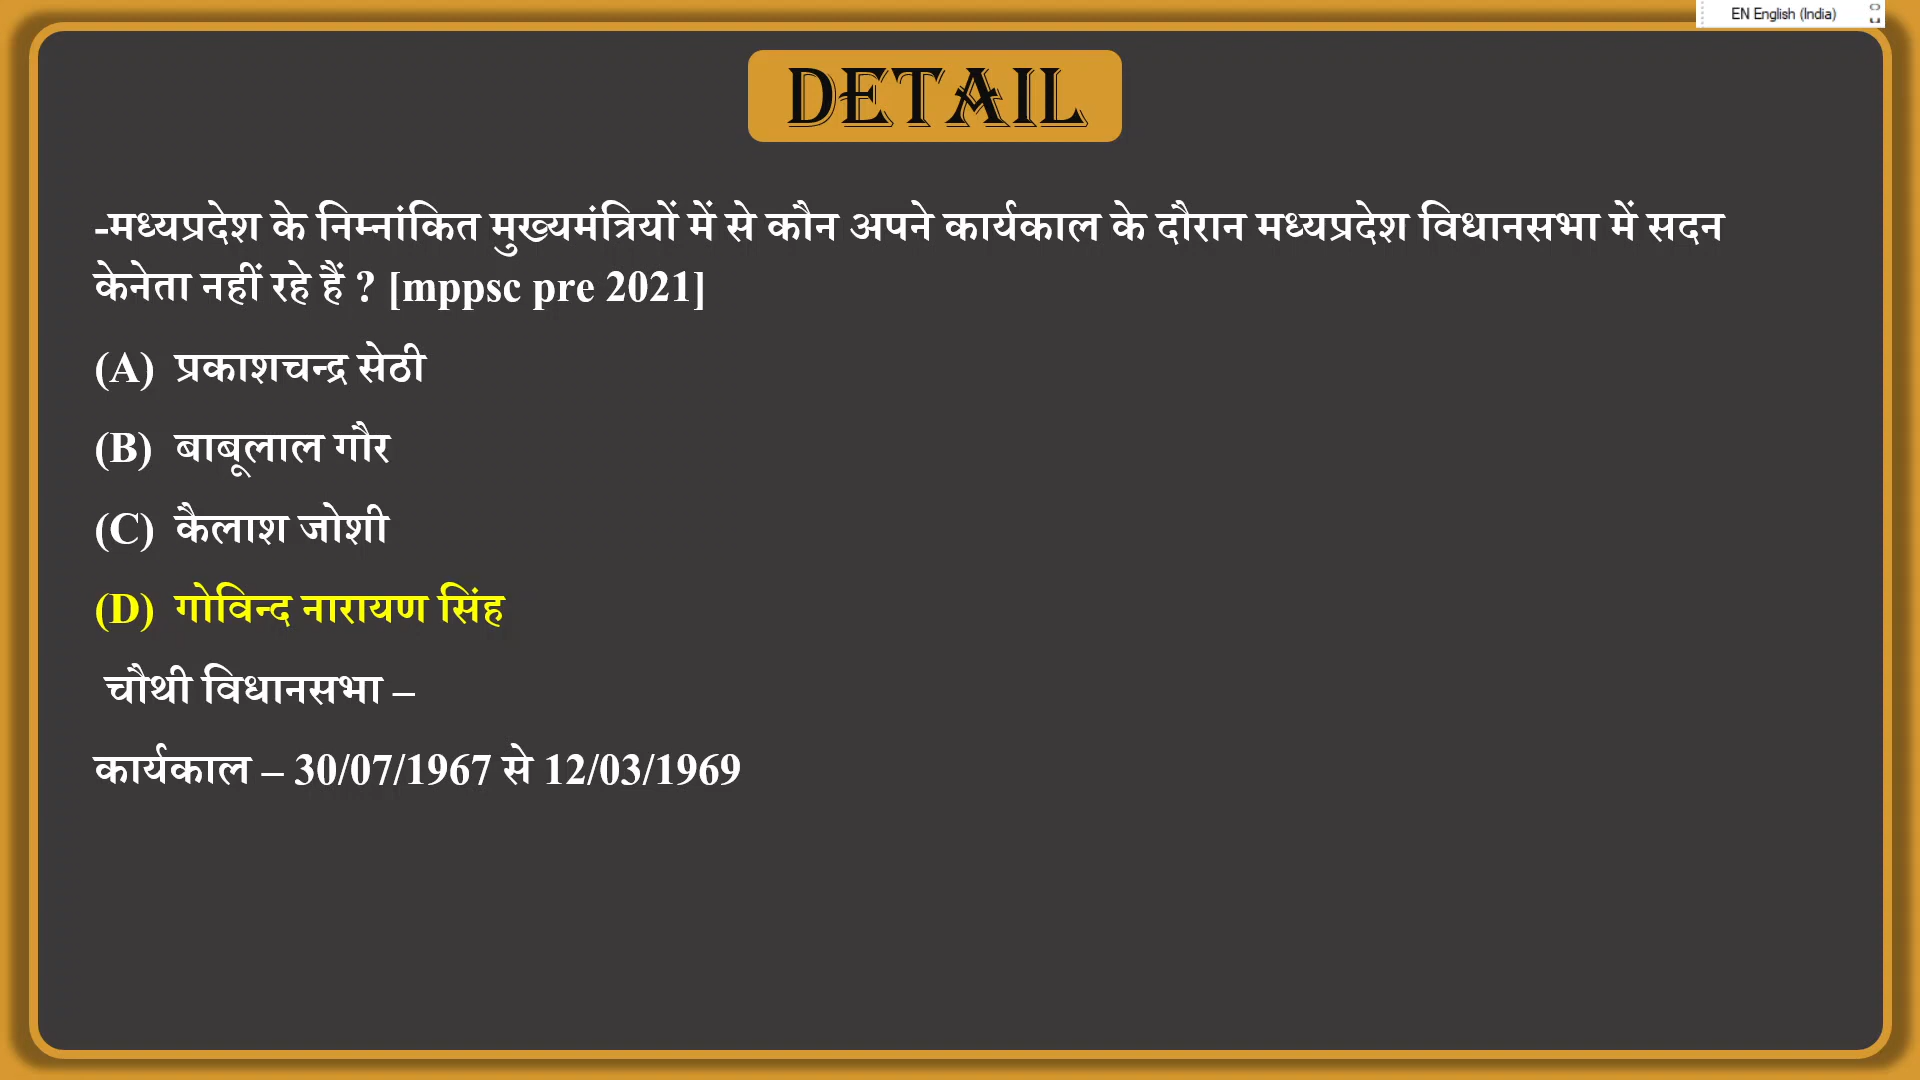 EN English (India)
DETAIL
-मध्यप्रदेश के निम्नांकित मुख्यमंत्रियों में से कौन अपने कार्यकाल के दौरान मध्यप्रदेश विधानसभा में सदन
केनेता नहीं रहे हैं ? [mppsc pre 2021]
(A) प्रकाशचन्द्र सेठी
(B) बाबूलाल गौर
(C) कैलाश जोशी
(D) गोविन्द नारायण सिंह
चौथी विधानसभा –
कार्यकाल – 30/07/1967 से 12/03/1969